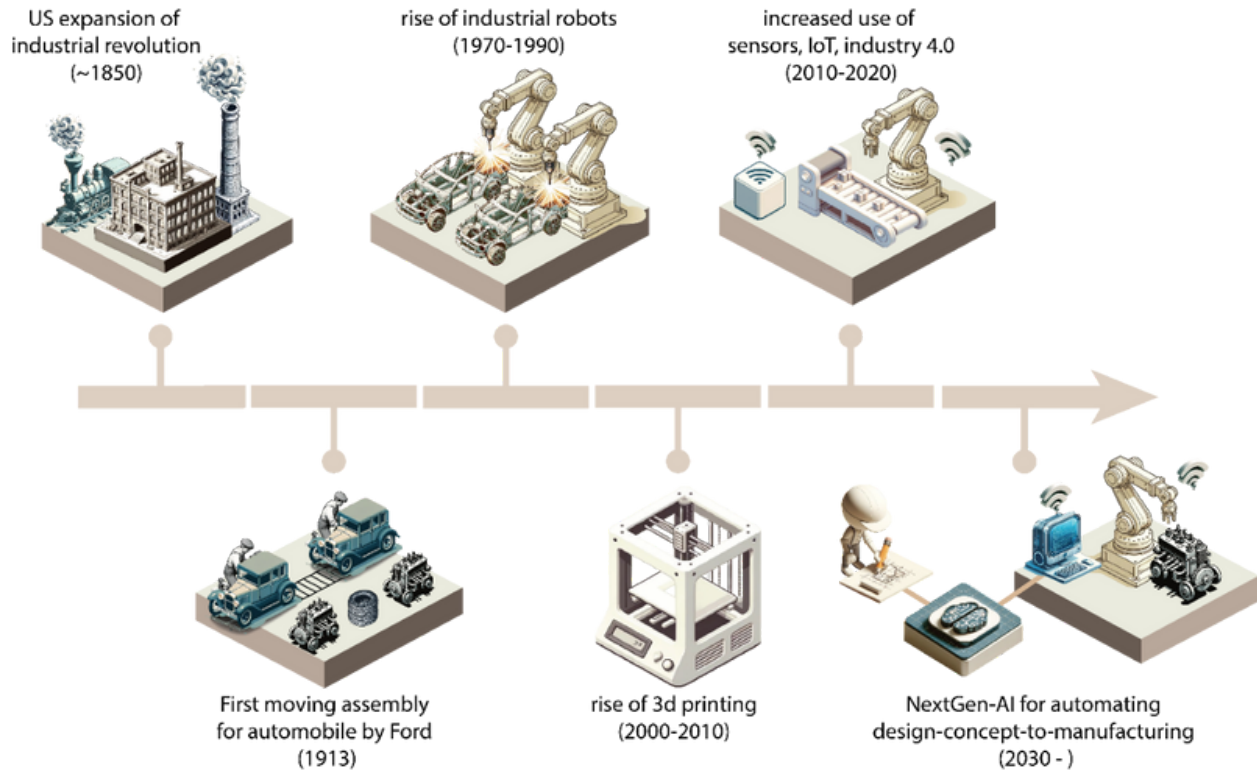 US expansion of
industrial revolution
(~1850)
rise of industrial robots
(1970-1990)
increased use of
sensors, IoT, industry 4.0
(2010-2020)
First moving assembly
for automobile by Ford
(1913)
rise of 3d printing
(2000-2010)
NextGen-AI for automating
design-concept-to-manufacturing
(2030 - )